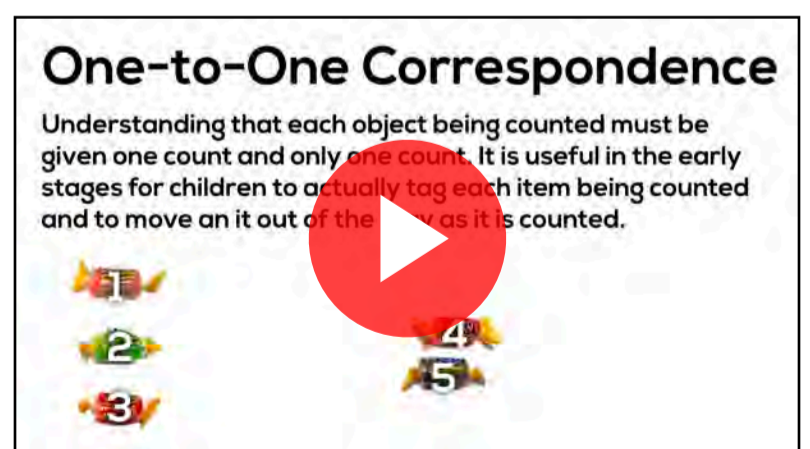 One-to-One Correspondence
Understanding that each object being counted must be
given one count and only one count. It is useful in the early
stages for children to actually tag each item being counted
and to move an it out of the way as it is counted.
1
2
3
4
5